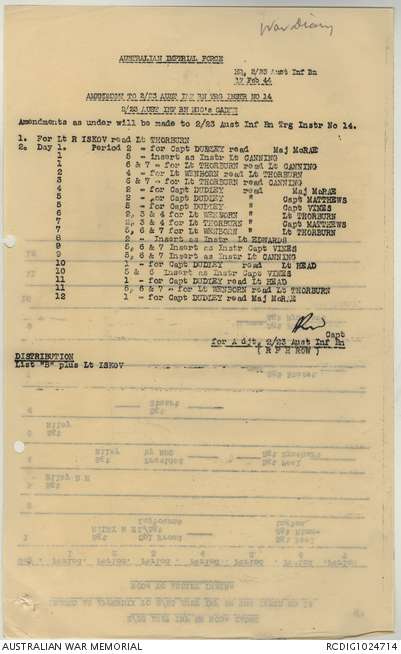 War Diary
AUSTRALIAN IMPERIAL FORCE
HQ, 2/23 Aust Inf Bn
17 Feb 44
AMENDMENT TO 2/23 AUST INF BN TRG INSTR NO 14
2/23 AUST INF BN NCO's CADRE
Amendments as under will be made to 2/23 Aust Inf Bn Trg Instr No 14.
1. For Lt R ISKOV read Lt THORBURN
2. Day 1. Period 2 - for Capt DUDLEY read Maj McRAE
1 5 - insert as Instr Lt CANNING
1 6 & 7 - for Lt THORBURN read Lt CANNING
2 4 - for Lt WENBORN read Lt THORBURN
3 6 & 7 - for Lt THORBURN read Lt CANNING
4 2 - for Capt DUDLEY read Maj McRAE
5 5 - for Capt DUDLEY " Capt MATTHEWS
5 5 - for Capt DUDLEY " Capt VINES
6 2, 3 & 4 for Lt WENBORN " Lt THORBURN
7 2, 3 & 4 for Lt THORBURN " Capt MATTHEWS
7 5, 6 & 7 for Lt WENBORN " Lt THORBURN
8 2 - Insert as Instr Lt EDWARDS
9 5, 6 & 7 Insert as Instr Capt VINES
9 5, 6 & 7 Insert as Instr Lt CANNING
10 1 - for Capt DUDLEY read Lt HEAD
10 5 & 6 Insert as Instr Capt VINES
11 1 - for Capt DUDLEY read Lt HEAD
11 5, 6 & 7 - for Lt WENBORN read Lt THORBURN
12 1 - for Capt DUDLEY read Maj McRAE
Capt
for A djt, 2/23 Aust Inf Bn
( R F R ROW )
DISTRIBUTION
List "B" plus Lt ISKOV
AUSTRALIAN WAR MEMORIAL
RCDIG1024714